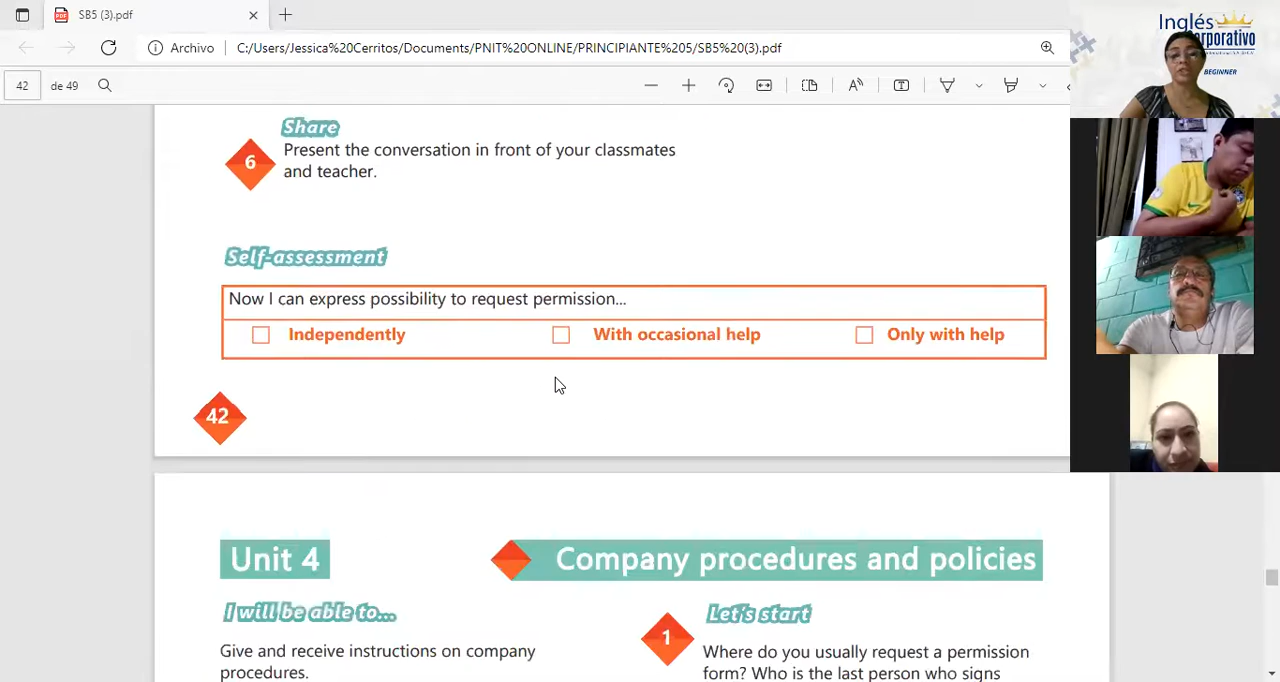 SB5 (3).pdf
Archivo
C:/Users/Jessica%20Cerritos/Documents/PNIT%20ONLINE/PRINCIPIANTE%205/SB5%20(3).pdf
42
de 49
Inglés
Corporativo
BEGINNER
Share
6
Present the conversation in front of your classmates
and teacher.
Self-assessment
Now I can express possibility to request permission...
Independently
With occasional help
Only with help
42
Unit 4
Company procedures and policies
I will be able to...
Give and receive instructions on company
procedures.
Let's start
1
Where do you usually request a permission
form? Who is the last person who signs